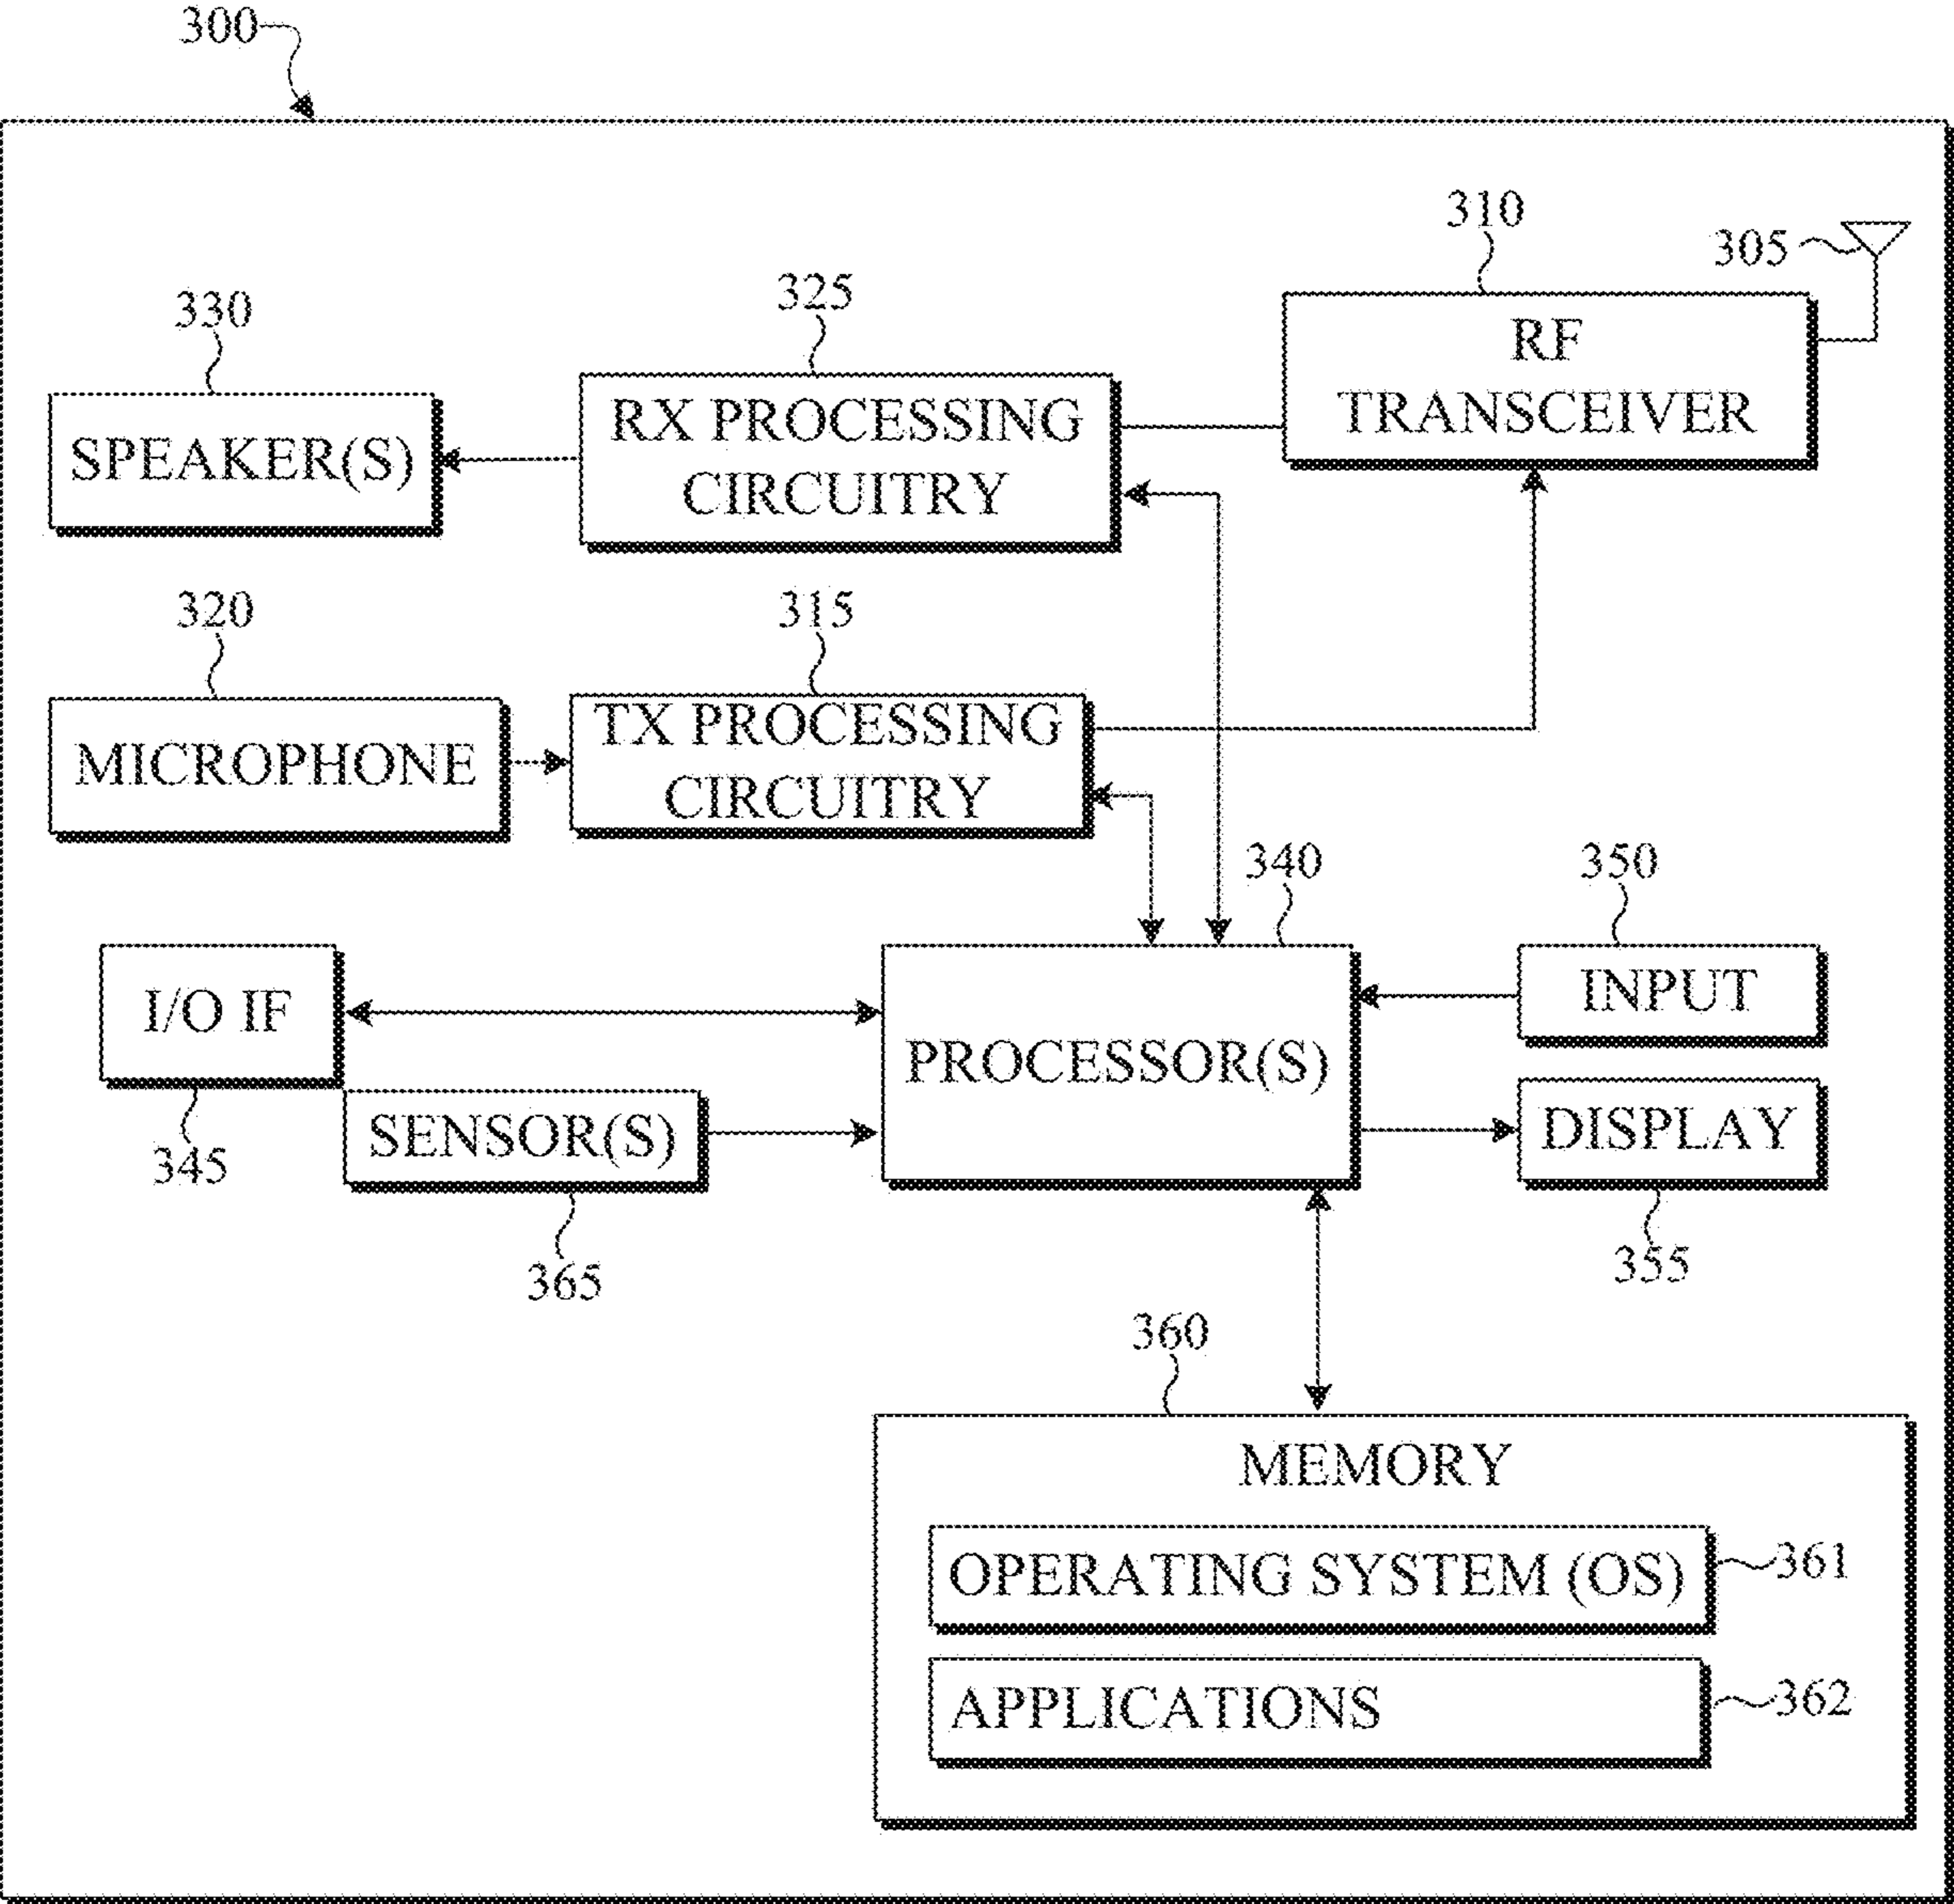 300
310
305
325
330
RF
TRANSCEIVER
RX PROCESSING
CIRCUITRY
SPEAKER(S)
320
315
MICROPHONE
TX PROCESSING
CIRCUITRY
340
350
I/O IF
INPUT
PROCESSOR(S)
SENSOR(S)
DISPLAY
345
365
355
360
MEMORY
OPERATING SYSTEM (OS)
361
APPLICATIONS
362